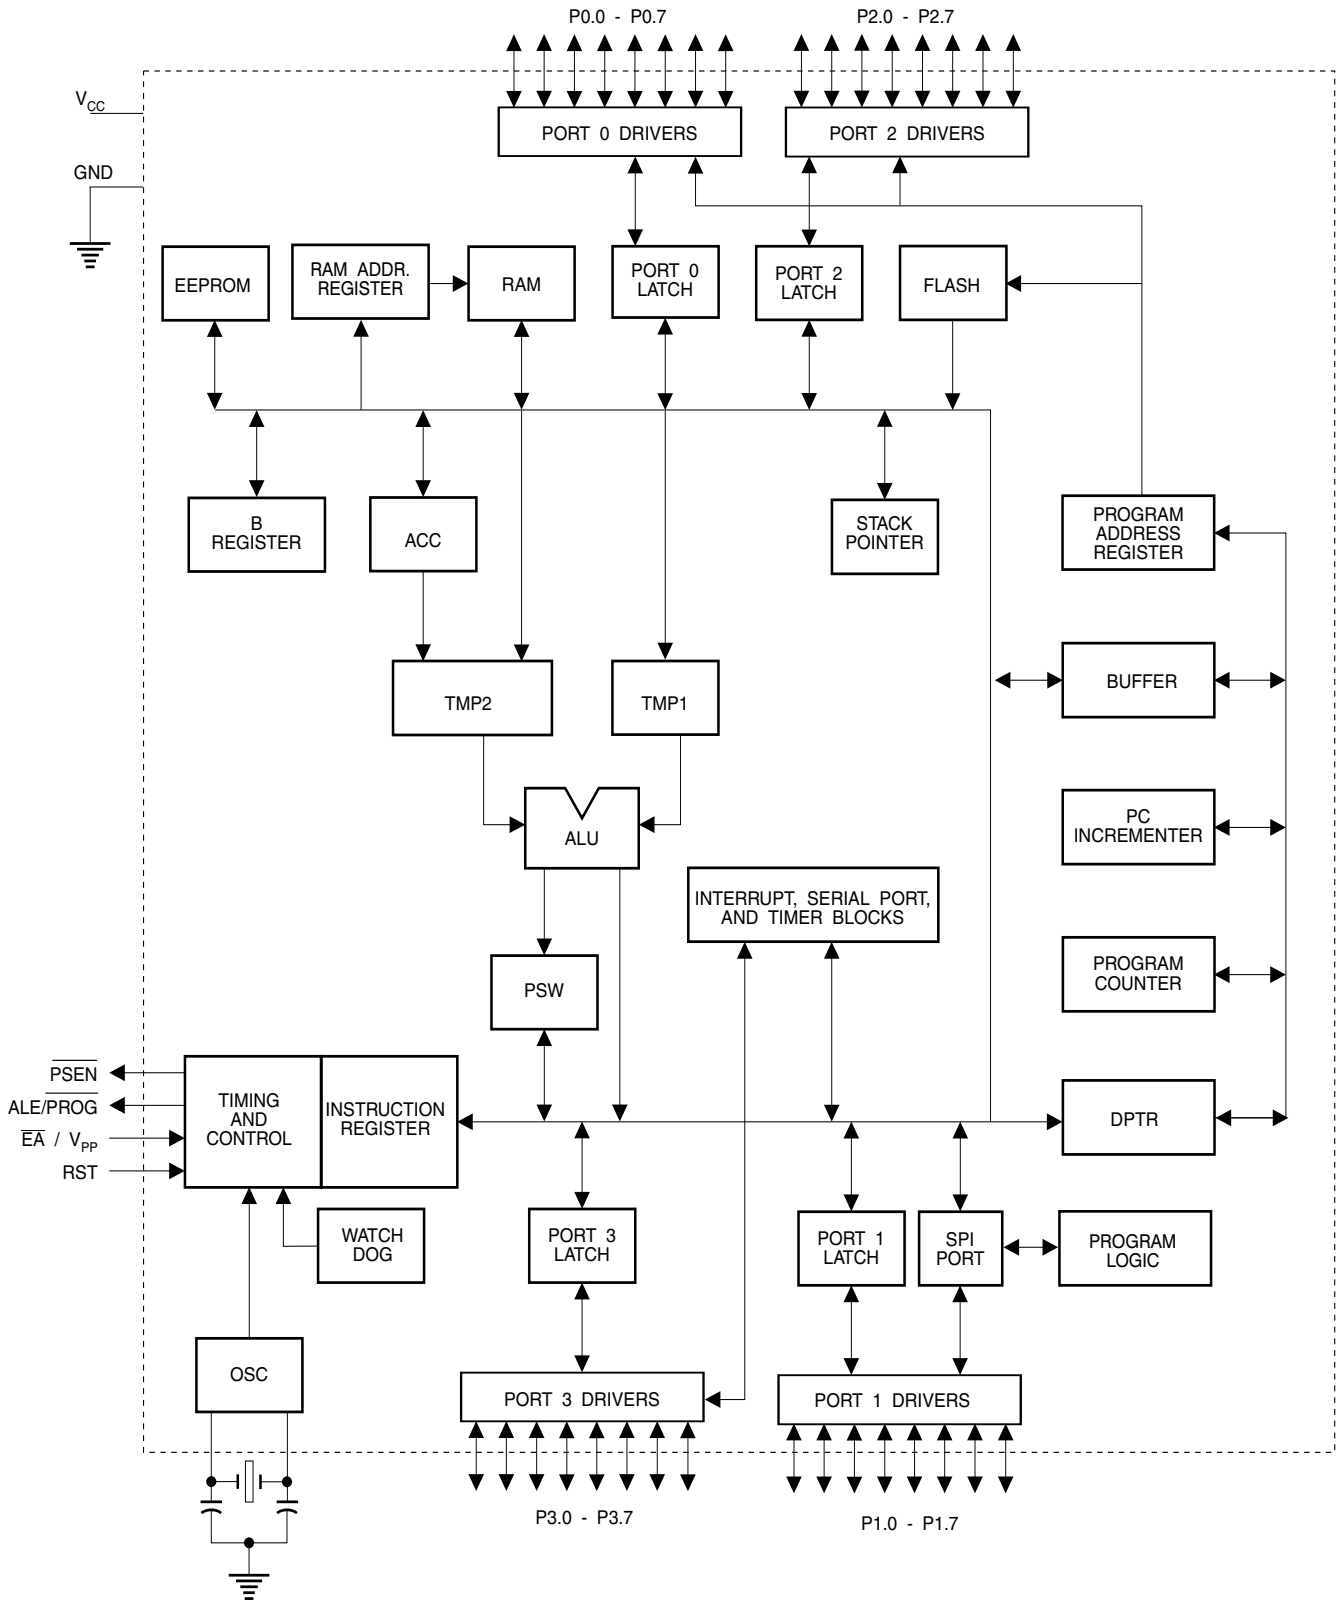 P0.0 - P0.7
P2.0 - P2.7
VCC
PORT 0 DRIVERS
PORT 2 DRIVERS
GND
EEPROM
RAM ADDR.
REGISTER
RAM
PORT 0
LATCH
PORT 2
LATCH
FLASH
B
REGISTER
ACC
STACK
POINTER
PROGRAM
ADDRESS
REGISTER
TMP2
TMP1
BUFFER
ALU
PC
INCREMENTER
INTERRUPT, SERIAL PORT,
AND TIMER BLOCKS
PSW
PROGRAM
COUNTER
PSEN
ALE/PROG
EA / VPP
RST
TIMING
AND
CONTROL
INSTRUCTION
REGISTER
DPTR
WATCH
DOG
PORT 3
LATCH
PORT 1
LATCH
SPI
PORT
PROGRAM
LOGIC
OSC
PORT 3 DRIVERS
PORT 1 DRIVERS
P3.0 - P3.7
P1.0 - P1.7